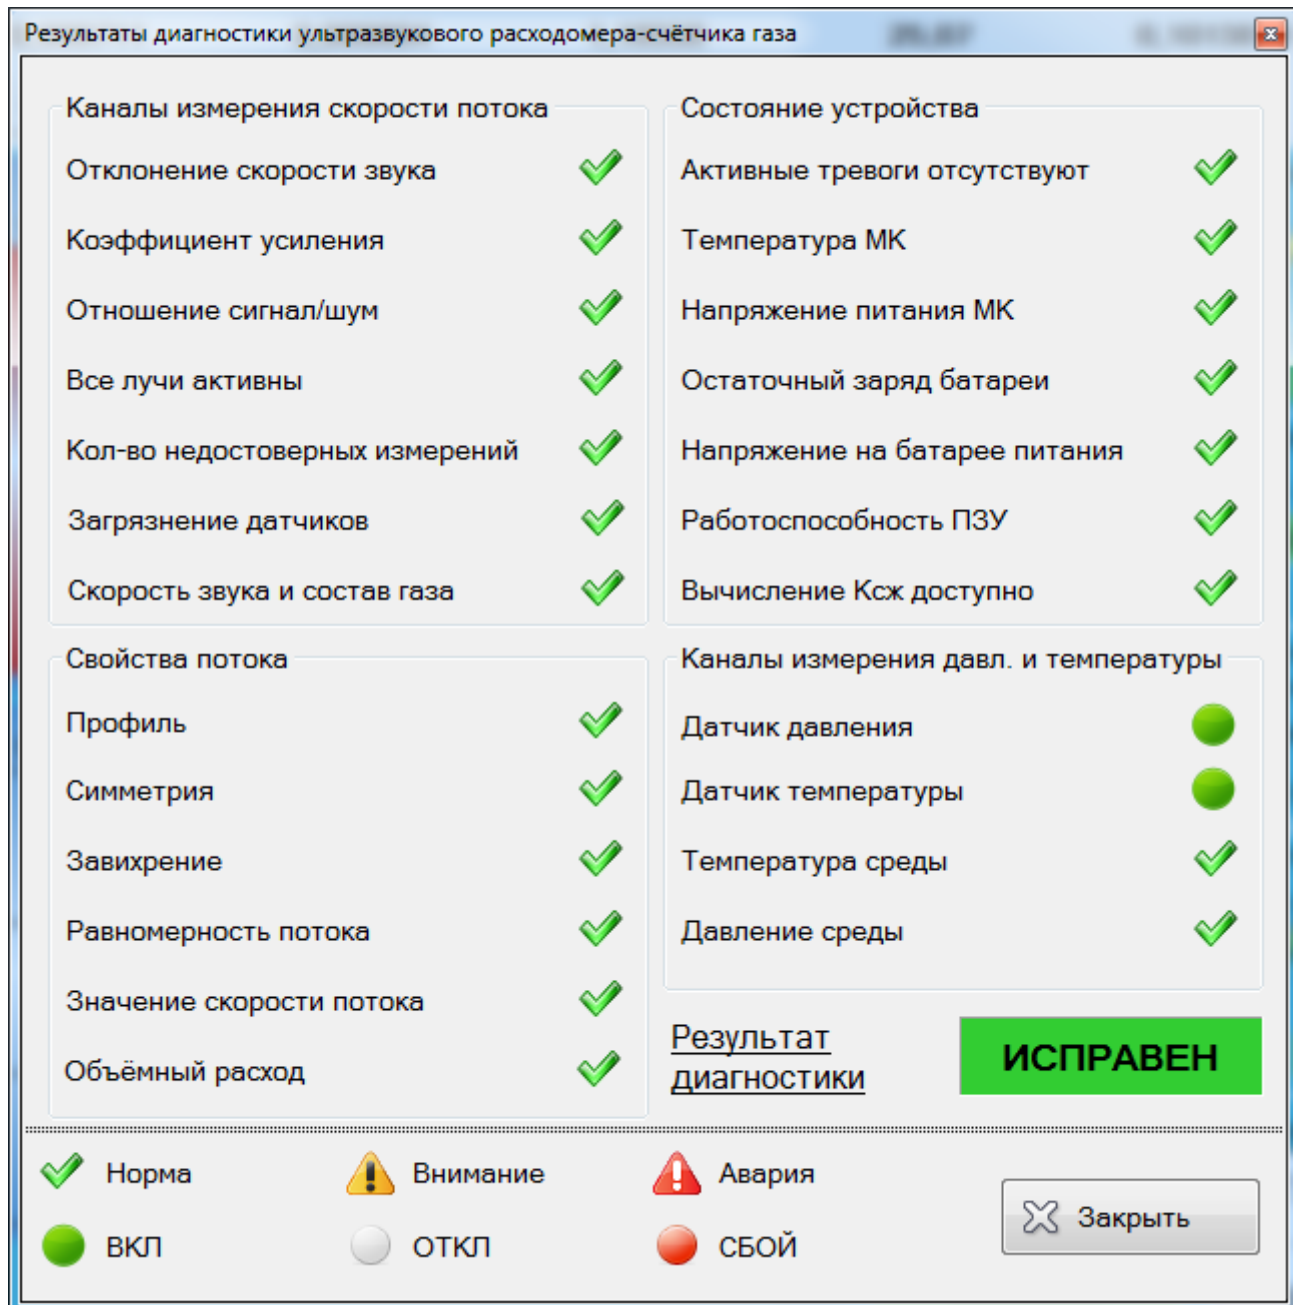 Результаты диагностики ультразвукового расходомера-счётчика газа
Каналы измерения скорости потока
Отклонение скорости звука
Коэффициент усиления
Отношение сигнал/шум
Все лучи активны
Кол-во недостоверных измерений
Загрязнение датчиков
Скорость звука и состав газа
Состояние устройства
Активные тревоги отсутствуют
Температура МК
Напряжение питания МК
Остаточный заряд батареи
Напряжение на батарее питания
Работоспособность ПЗУ
Вычисление Ксж доступно
Свойства потока
Профиль
Симметрия
Завихрение
Равномерность потока
Значение скорости потока
Объёмный расход
Каналы измерения давл. и температуры
Датчик давления
Датчик температуры
Температура среды
Давление среды
Результат
диагностики
ИСПРАВЕН
Норма
Внимание
Авария
ВКЛ
ОТКЛ
СБОЙ
Закрыть